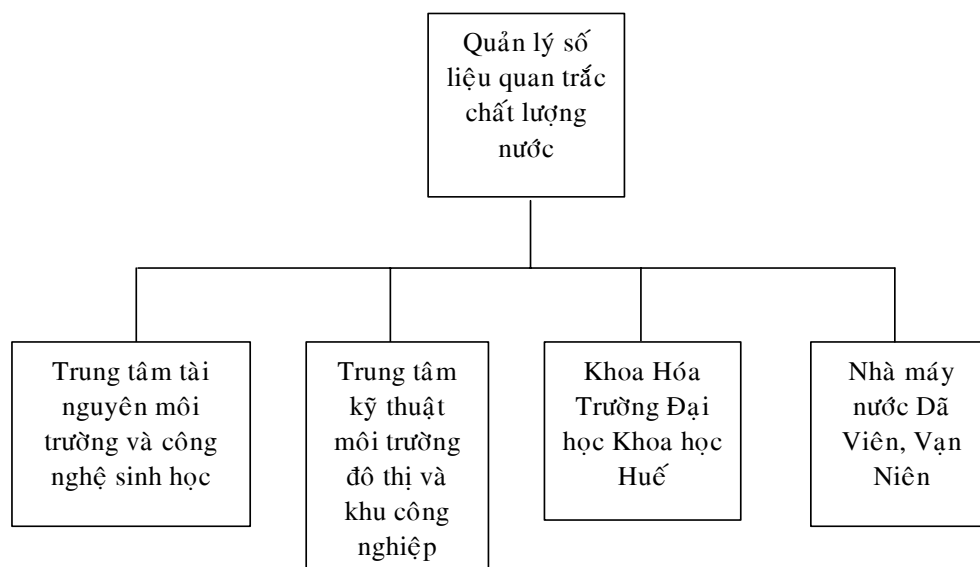 Quản lý số
liệu quan trắc
chất lượng
nước
Trung tâm tài
nguyên môi
trường và công
nghệ sinh học
Trung tâm
kỹ thuật
môi trường
đô thị và
khu công
nghiệp
Khoa Hóa
Trường Đại
học Khoa học
Huế
Nhà máy
nước Dã
Viên, Vạn
Niên